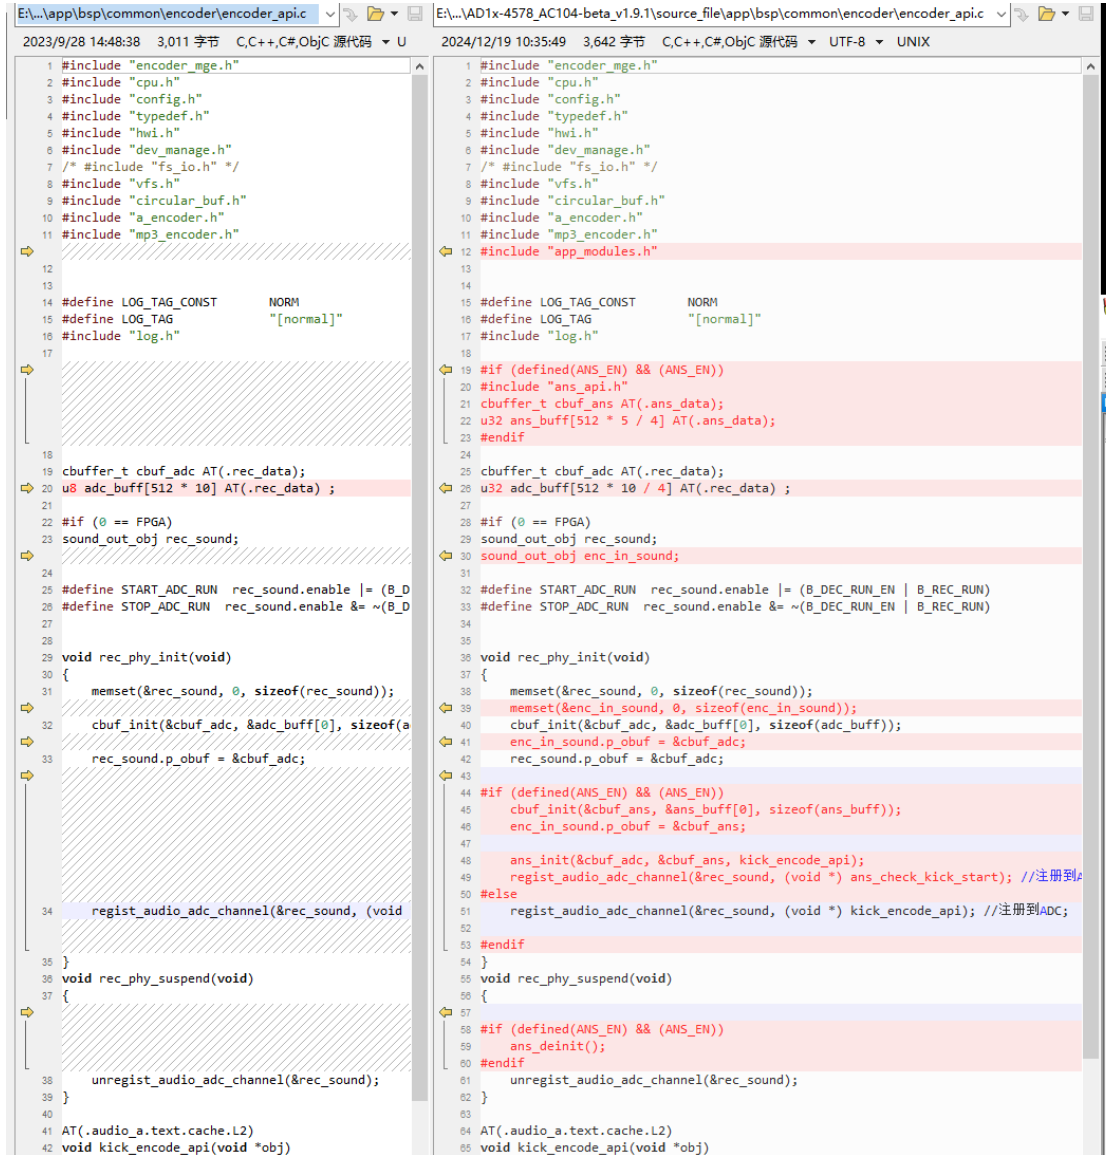 E:\...\app\bsp\common\encoder\encoder_api.c
2023/9/28 14:48:38 3,011 字节 C,C++,C#,ObjC 源代码 U
1 #include "encoder_mge.h"
2 #include "cpu.h"
3 #include "config.h"
4 #include "typedef.h"
5 #include "hwi.h"
6 #include "dev_manage.h"
7 /* #include "fs_io.h" */
8 #include "vfs.h"
9 #include "circular_buf.h"
10 #include "a_encoder.h"
11 #include "mp3_encoder.h"
12
13
14 #define LOG_TAG_CONST NORM
15 #define LOG_TAG "[normal]"
16 #include "log.h"
17
18
19 cbuffer_t cbuf_adc AT(.rec_data);
20 u8 adc_buff[512 * 10] AT(.rec_data) ;
21
22 #if (0 == FPGA)
23 sound_out_obj rec_sound;
24
25 #define START_ADC_RUN rec_sound.enable |= (B_D
26 #define STOP_ADC_RUN rec_sound.enable &= ~(B_D
27
28
29 void rec_phy_init(void)
30 {
31 memset(&rec_sound, 0, sizeof(rec_sound));
32 cbuf_init(&cbuf_adc, &adc_buff[0], sizeof(a
33 rec_sound.p_obuf = &cbuf_adc;
34 regist_audio_adc_channel(&rec_sound, (void
35 }
36 void rec_phy_suspend(void)
37 {
38 unregist_audio_adc_channel(&rec_sound);
39 }
40
41 AT(.audio_a.text.cache.L2)
42 void kick_encode_api(void *obj)
E:\...\AD1x-4578_AC104-beta_v1.9.1\source_file\app\bsp\common\encoder\encoder_api.c
2024/12/19 10:35:49 3,642 字节 C,C++,C#,ObjC 源代码 UTF-8 UNIX
1 #include "encoder_mge.h"
2 #include "cpu.h"
3 #include "config.h"
4 #include "typedef.h"
5 #include "hwi.h"
6 #include "dev_manage.h"
7 /* #include "fs_io.h" */
8 #include "vfs.h"
9 #include "circular_buf.h"
10 #include "a_encoder.h"
11 #include "mp3_encoder.h"
12 #include "app_modules.h"
13
14
15 #define LOG_TAG_CONST NORM
16 #define LOG_TAG "[normal]"
17 #include "log.h"
18
19 #if (defined(ANS_EN) && (ANS_EN))
20 #include "ans_api.h"
21 cbuffer_t cbuf_ans AT(.ans_data);
22 u32 ans_buff[512 * 5 / 4] AT(.ans_data);
23 #endif
24
25 cbuffer_t cbuf_adc AT(.rec_data);
26 u32 adc_buff[512 * 10 / 4] AT(.rec_data) ;
27
28 #if (0 == FPGA)
29 sound_out_obj rec_sound;
30 sound_out_obj enc_in_sound;
31
32 #define START_ADC_RUN rec_sound.enable |= (B_DEC_RUN_EN | B_REC_RUN)
33 #define STOP_ADC_RUN rec_sound.enable &= ~(B_DEC_RUN_EN | B_REC_RUN)
34
35
36 void rec_phy_init(void)
37 {
38 memset(&rec_sound, 0, sizeof(rec_sound));
39 memset(&enc_in_sound, 0, sizeof(enc_in_sound));
40 cbuf_init(&cbuf_adc, &adc_buff[0], sizeof(adc_buff));
41 enc_in_sound.p_obuf = &cbuf_adc;
42 rec_sound.p_obuf = &cbuf_adc;
43
44 #if (defined(ANS_EN) && (ANS_EN))
45 cbuf_init(&cbuf_ans, &ans_buff[0], sizeof(ans_buff));
46 enc_in_sound.p_obuf = &cbuf_ans;
47
48 ans_init(&cbuf_adc, &cbuf_ans, kick_encode_api);
49 regist_audio_adc_channel(&rec_sound, (void *) ans_check_kick_start); //注册到A
50 #else
51 regist_audio_adc_channel(&rec_sound, (void *) kick_encode_api); //注册到ADC;
52
53 #endif
54 }
55 void rec_phy_suspend(void)
56 {
57
58 #if (defined(ANS_EN) && (ANS_EN))
59 ans_deinit();
60 #endif
61 unregist_audio_adc_channel(&rec_sound);
62 }
63
64 AT(.audio_a.text.cache.L2)
65 void kick_encode_api(void *obj)